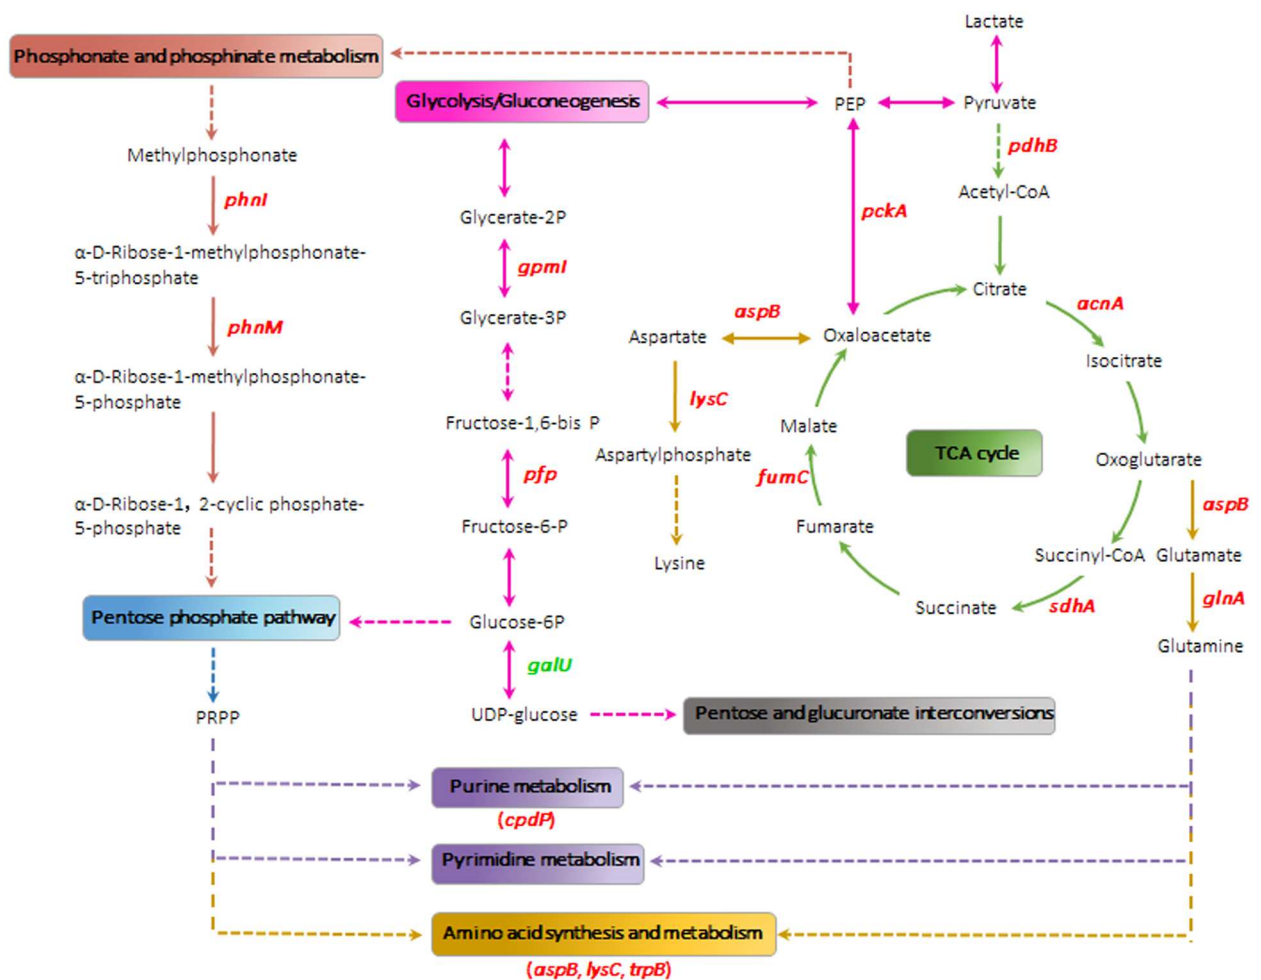 Lactate
Phosphonate and phosphinate metabolism
Glycolysis/Gluconeogenesis
PEP
Pyruvate
pdhB
Methylphosphonate
Acetyl-CoA
phnI
Glycerate-2P
pckA
α-D-Ribose-1-methylphosphonate-
5-triphosphate
gpmI
Citrate
acnA
Glycerate-3P
aspB
phnM
Aspartate
Oxaloacetate
Isocitrate
α-D-Ribose-1-methylphosphonate-
5-phosphate
lysC
Fructose-1,6-bis P
Malate
Aspartylphosphate
TCA cycle
Oxoglutarate
pfp
fumC
α-D-Ribose-1, 2-cyclic phosphate-
5-phosphate
aspB
Fructose-6-P
Fumarate
Lysine
Succinyl-CoA
Glutamate
Pentose phosphate pathway
Succinate
sdhA
glnA
Glucose-6P
Glutamine
galU
PRPP
UDP-glucose
Pentose and glucuronate interconversions
Purine metabolism
(cpdP)
Pyrimidine metabolism
Amino acid synthesis and metabolism
(aspB, lysC, trpB)